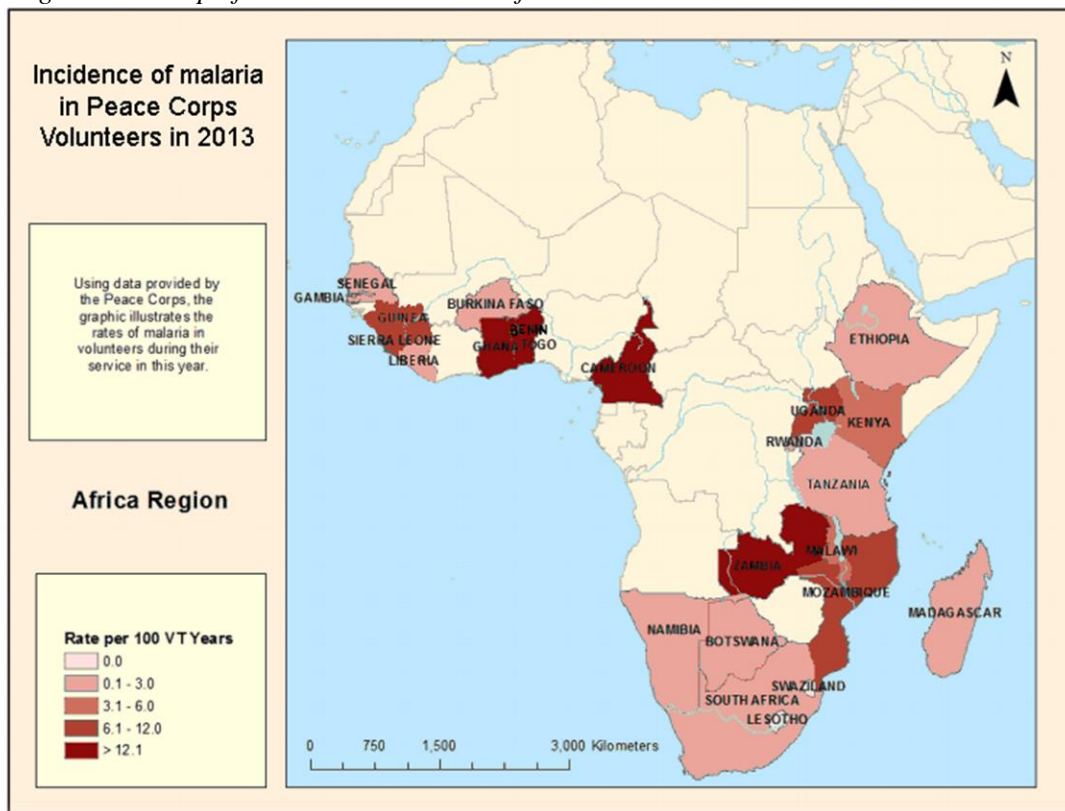 Incidence of malaria
in Peace Corps
Volunteers in 2013
Using data provided by
the Peace Corps, the
graphic illustrates the
rates of malaria in
volunteers during their
service in this year.
Africa Region
Rate per 100 VT Years
0.0
0.1 - 3.0
3.1 - 6.0
6.1 - 12.0
> 12.1
N
SENEGAL
GAMBIA
BURKINA FASO
GUINEA
BENIN
SIERRA LEONE
GHANA
TOGO
LIBERIA
CAMEROON
ETHIOPIA
UGANDA
KENYA
RWANDA
TANZANIA
MALAWI
ZAMBIA
MOZAMBIQUE
MADAGASCAR
NAMIBIA
BOTSWANA
SWAZILAND
SOUTH AFRICA
LESOTHO
0 750 1,500 3,000 Kilometers